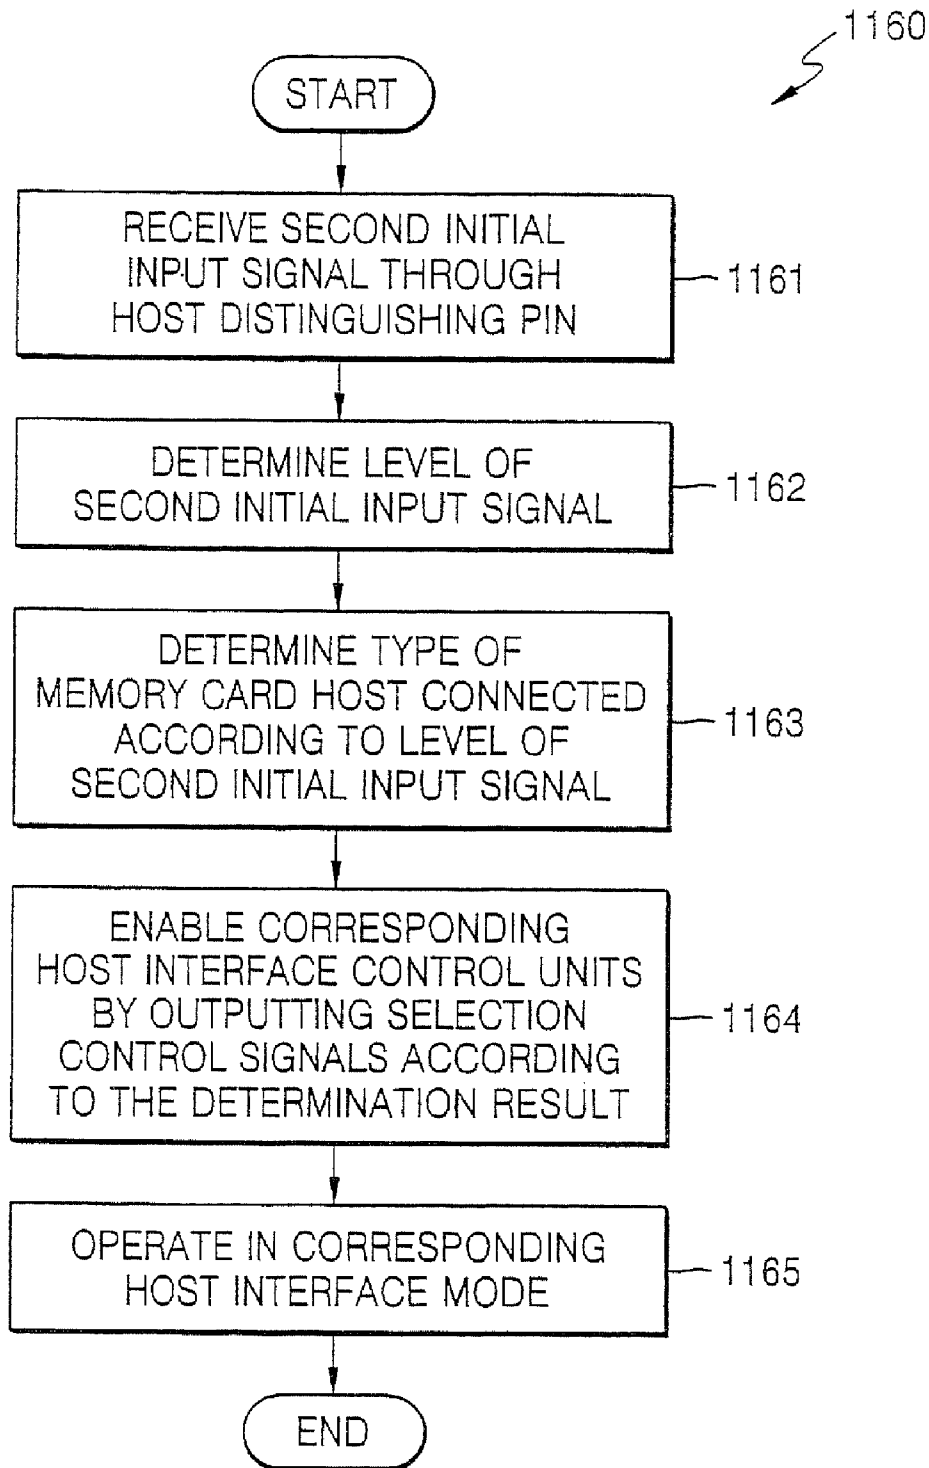 1160
START
RECEIVE SECOND INITIAL
INPUT SIGNAL THROUGH
HOST DISTINGUISHING PIN
1161
DETERMINE LEVEL OF
SECOND INITIAL INPUT SIGNAL
1162
DETERMINE TYPE OF
MEMORY CARD HOST CONNECTED
ACCORDING TO LEVEL OF
SECOND INITIAL INPUT SIGNAL
1163
ENABLE CORRESPONDING
HOST INTERFACE CONTROL UNITS
BY OUTPUTTING SELECTION
CONTROL SIGNALS ACCORDING
TO THE DETERMINATION RESULT
1164
OPERATE IN CORRESPONDING
HOST INTERFACE MODE
1165
END